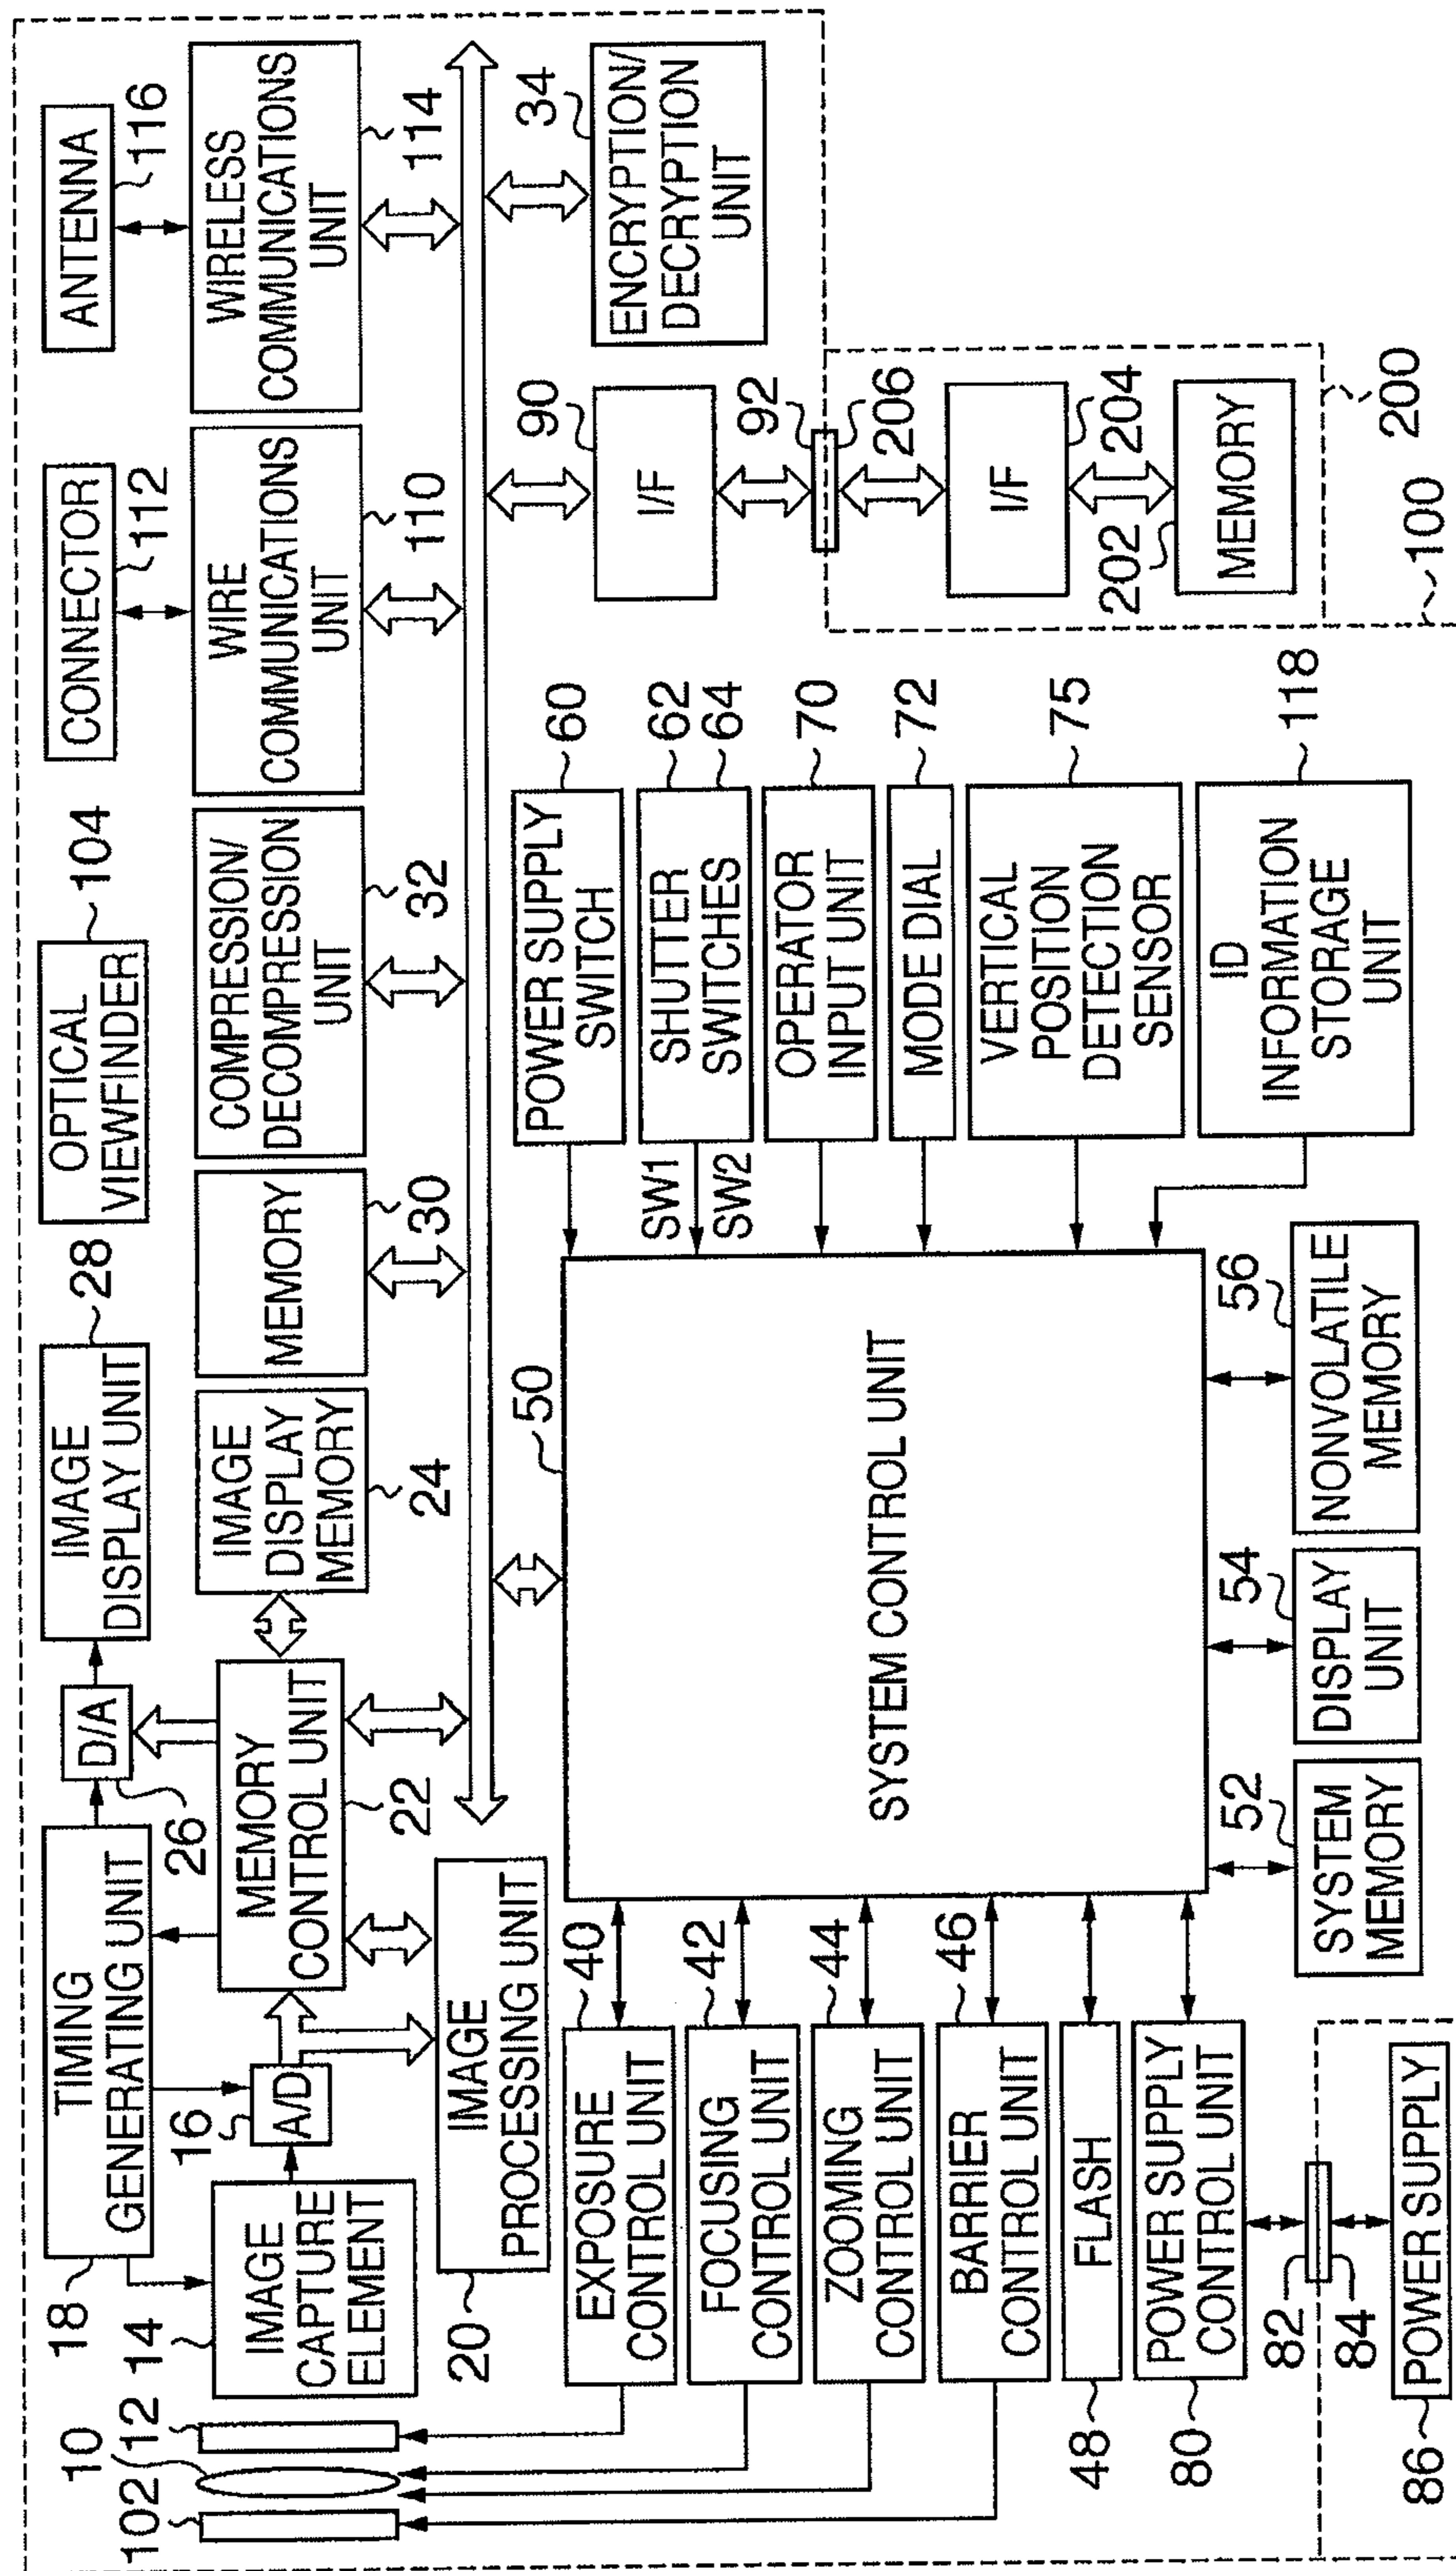 ANTENNA
116
WIRELESS
COMMUNICATIONS
UNIT
114
CONNECTOR
112
WIRE
COMMUNICATIONS
UNIT
110
OPTICAL
VIEWFINDER
104
COMPRESSION/
DECOMPRESSION
UNIT
32
MEMORY
30
IMAGE
DISPLAY UNIT
28
IMAGE
DISPLAY
MEMORY
24
D/A
26
MEMORY
CONTROL UNIT
22
TIMING
GENERATING UNIT
18
A/D
16
IMAGE
CAPTURE
ELEMENT
14
12
10
102
IMAGE
PROCESSING UNIT
20
ENCRYPTION/
DECRYPTION
UNIT
34
I/F
90
92
206
I/F
204
MEMORY
202
200
100
SYSTEM CONTROL UNIT
50
POWER SUPPLY
SWITCH
60
SHUTTER
SWITCHES
62
64
SW1
SW2
OPERATOR
INPUT UNIT
70
MODE DIAL
72
VERTICAL
POSITION
DETECTION
SENSOR
75
ID
INFORMATION
STORAGE
UNIT
118
EXPOSURE
CONTROL UNIT
40
FOCUSING
CONTROL UNIT
42
ZOOMING
CONTROL UNIT
44
BARRIER
CONTROL UNIT
46
FLASH
48
POWER SUPPLY
CONTROL UNIT
80
SYSTEM
MEMORY
52
DISPLAY
UNIT
54
NONVOLATILE
MEMORY
56
82
84
POWER SUPPLY
86